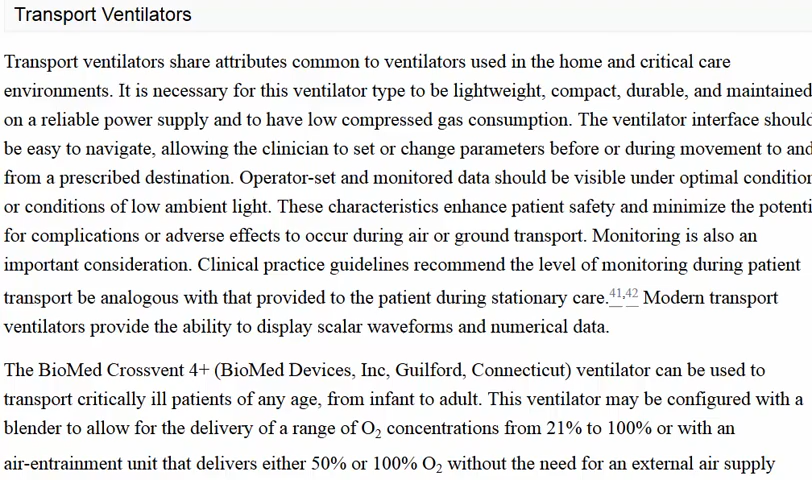 Transport Ventilators
Transport ventilators share attributes common to ventilators used in the home and critical care
environments. It is necessary for this ventilator type to be lightweight, compact, durable, and maintained
on a reliable power supply and to have low compressed gas consumption. The ventilator interface shoul
be easy to navigate, allowing the clinician to set or change parameters before or during movement to and
from a prescribed destination. Operator-set and monitored data should be visible under optimal condition
or conditions of low ambient light. These characteristics enhance patient safety and minimize the potenti
for complications or adverse effects to occur during air or ground transport. Monitoring is also an
important consideration. Clinical practice guidelines recommend the level of monitoring during patient
transport be analogous with that provided to the patient during stationary care.41,42 Modern transport
ventilators provide the ability to display scalar waveforms and numerical data.
The BioMed Crossvent 4+ (BioMed Devices, Inc, Guilford, Connecticut) ventilator can be used to
transport critically ill patients of any age, from infant to adult. This ventilator may be configured with a
blender to allow for the delivery of a range of O₂ concentrations from 21% to 100% or with an
air-entrainment unit that delivers either 50% or 100% O₂ without the need for an external air supply